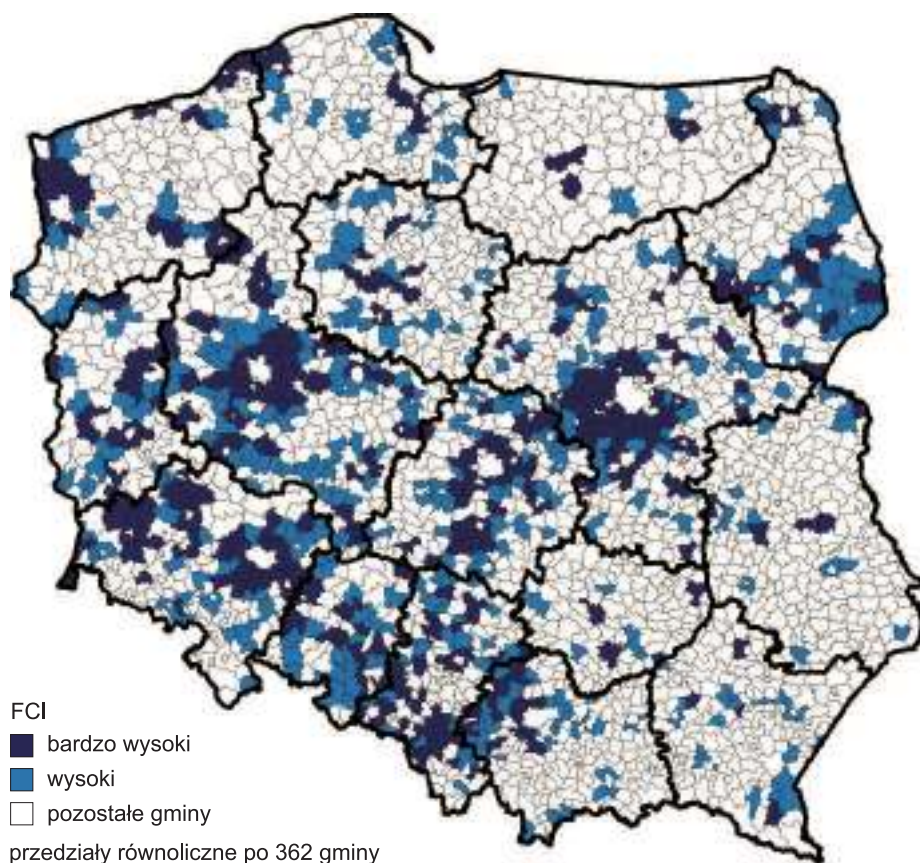 FCI
bardzo wysoki
wysoki
pozostałe gminy
przedziały równoliczne po 362 gminy